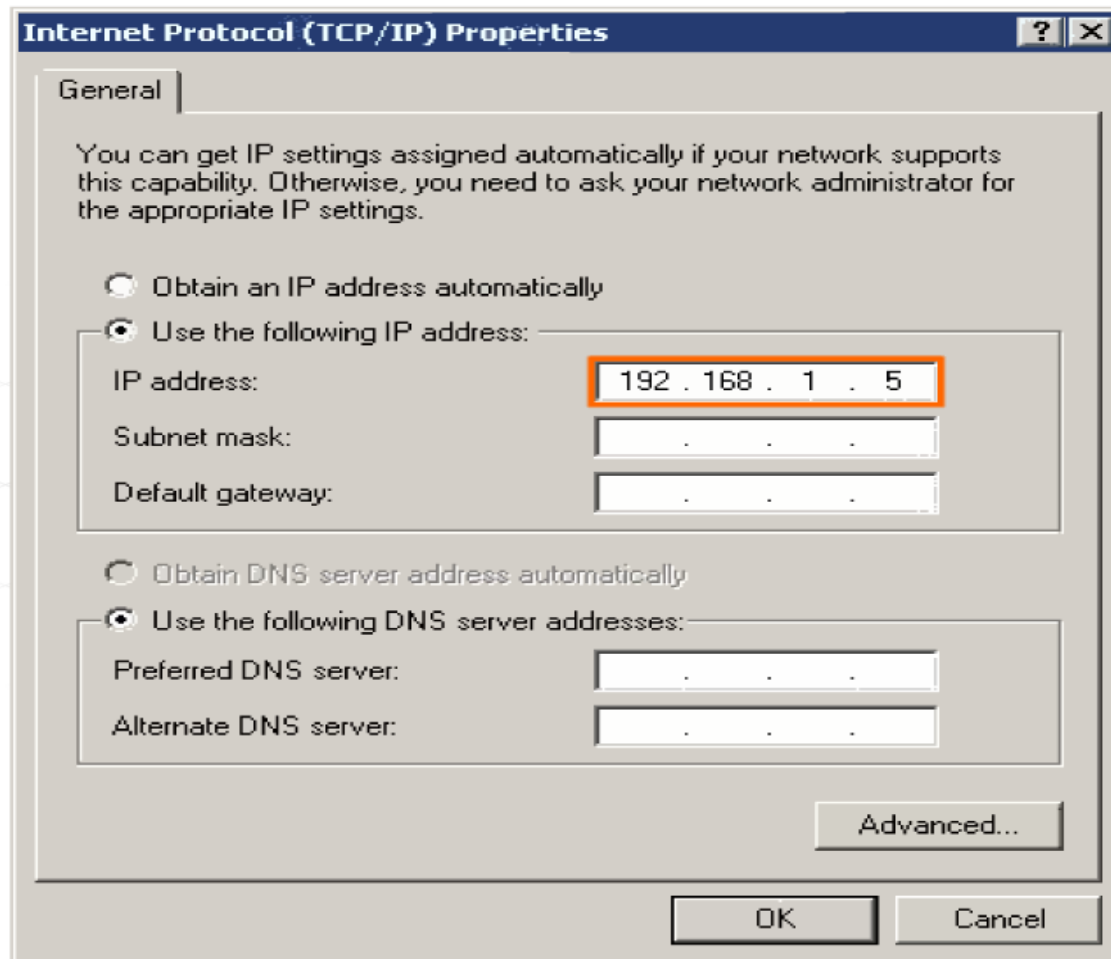 Internet Protocol (TCP/IP) Properties
?
General
You can get IP settings assigned automatically if your network supports
this capability. Otherwise, you need to ask your network administrator for
the appropriate IP settings.
Obtain an IP address automatically
Use the following IP address:
IP address: 192 . 168 . 1 . 5
Subnet mask: . . .
Default gateway: . . .
Obtain DNS server address automatically
Use the following DNS server addresses:
Preferred DNS server: . . .
Alternate DNS server: . . .
Advanced...
OK Cancel